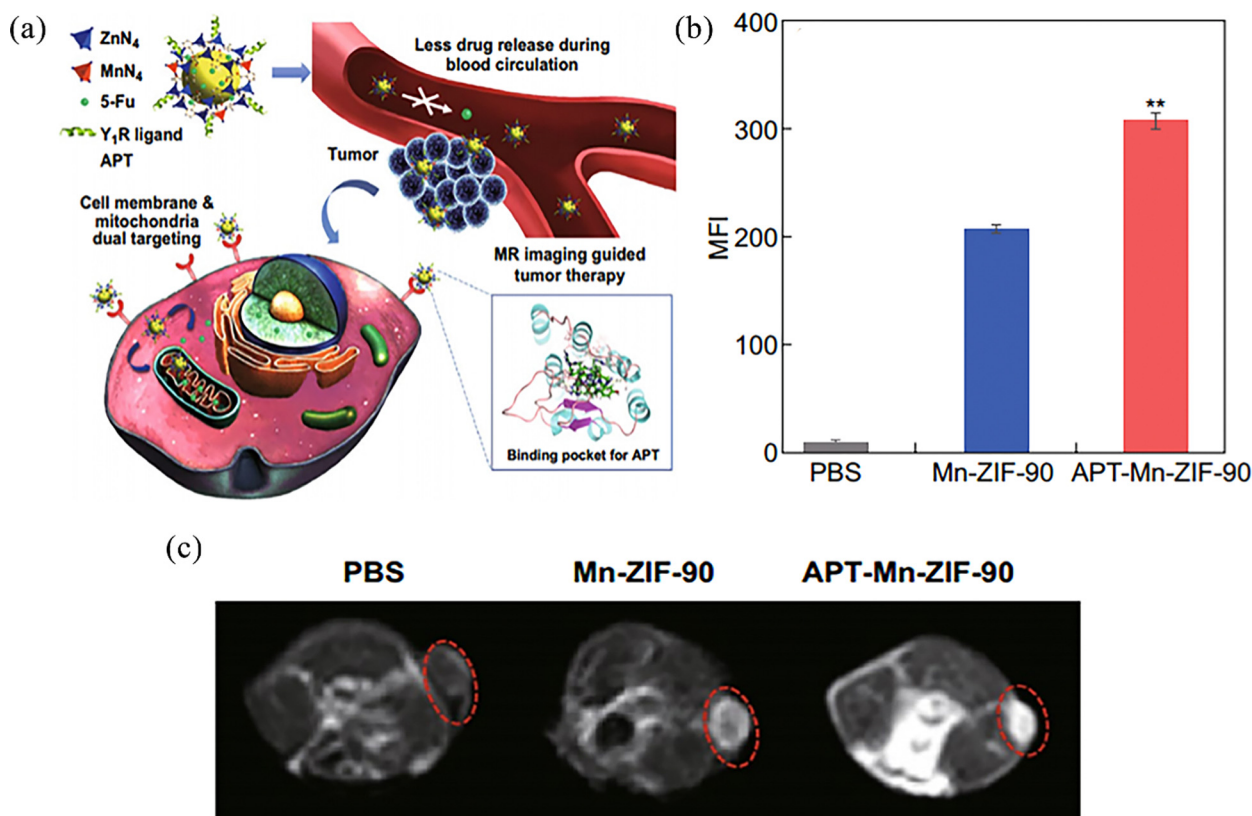 (a)
ZnN₄
MnN₄
5-Fu
Y₁R ligand
APT
Less drug release during
blood circulation
Tumor
Cell membrane &
mitochondria
dual targeting
MR imaging guided
tumor therapy
Binding pocket for APT
(b)
400
300
200
100
0
MFI
**
PBS
Mn-ZIF-90
APT-Mn-ZIF-90
(c)
PBS
Mn-ZIF-90
APT-Mn-ZIF-90